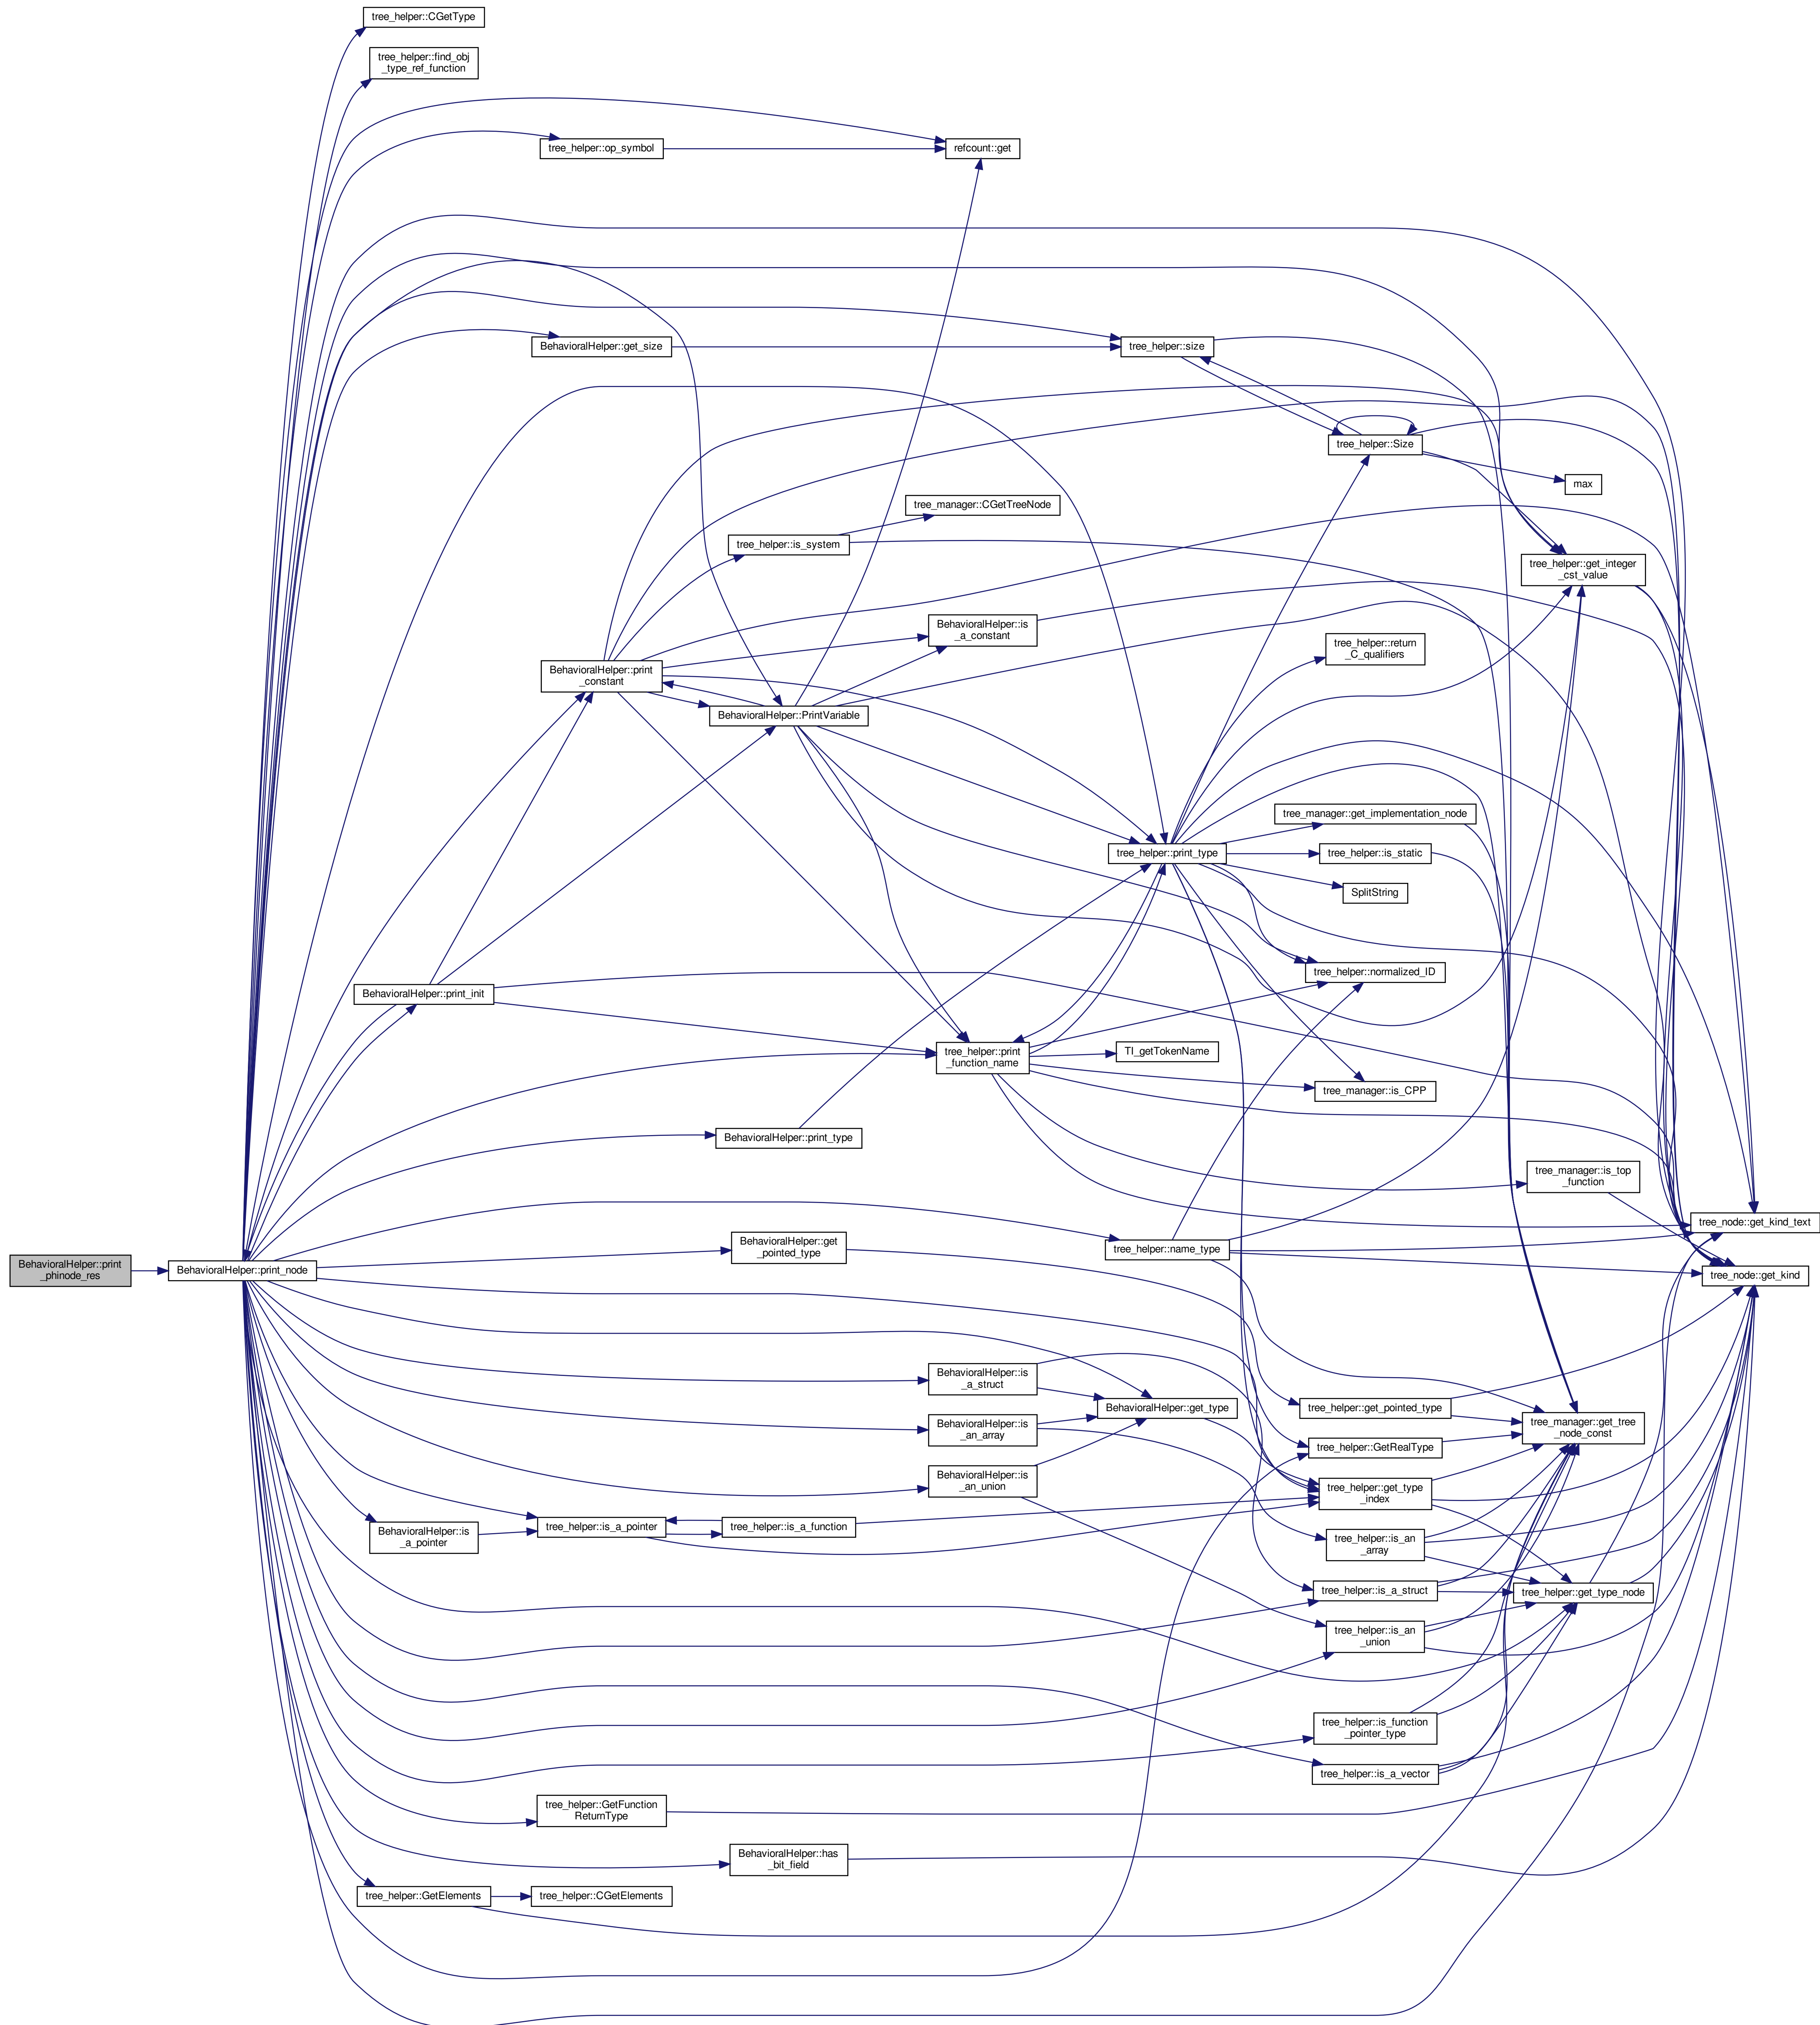 tree_helper::CGetType
tree_helper::find_obj
_type_ref_function
tree_helper::op_symbol
refcount::get
BehavioralHelper::get_size
tree_helper::size
tree_helper::Size
max
tree_manager::CGetTreeNode
tree_helper::is_system
tree_helper::get_integer
_cst_value
BehavioralHelper::is
_a_constant
tree_helper::return
_C_qualifiers
BehavioralHelper::print
_constant
BehavioralHelper::PrintVariable
tree_manager::get_implementation_node
tree_helper::print_type
tree_helper::is_static
SplitString
tree_helper::normalized_ID
BehavioralHelper::print_init
tree_helper::print
_function_name
TI_getTokenName
tree_manager::is_CPP
BehavioralHelper::print_type
tree_manager::is_top
_function
tree_node::get_kind_text
BehavioralHelper::get
_pointed_type
tree_helper::name_type
BehavioralHelper::print
_phinode_res
BehavioralHelper::print_node
tree_node::get_kind
BehavioralHelper::is
_a_struct
BehavioralHelper::get_type
tree_helper::get_pointed_type
BehavioralHelper::is
_an_array
tree_manager::get_tree
_node_const
tree_helper::GetRealType
BehavioralHelper::is
_an_union
tree_helper::get_type
_index
BehavioralHelper::is
_a_pointer
tree_helper::is_a_pointer
tree_helper::is_a_function
tree_helper::is_an
_array
tree_helper::is_a_struct
tree_helper::get_type_node
tree_helper::is_an
_union
tree_helper::is_function
_pointer_type
tree_helper::is_a_vector
tree_helper::GetFunction
ReturnType
BehavioralHelper::has
_bit_field
tree_helper::GetElements
tree_helper::CGetElements